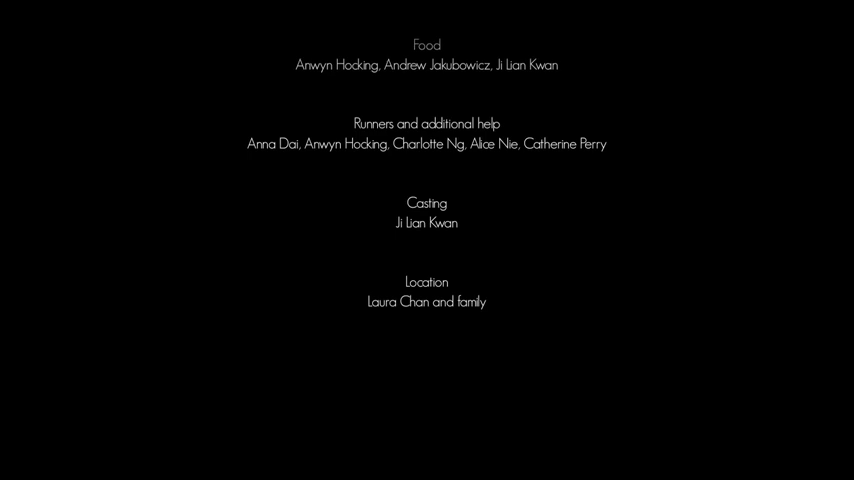 Food
Anwyn Hocking, Andrew Jakubowicz, Ji Lian Kwan
Runners and additional help
Anna Dai, Anwyn Hocking, Charlotte Ng, Alice Nie, Catherine Perry
Casting
Ji Lian Kwan
Location
Laura Chan and family